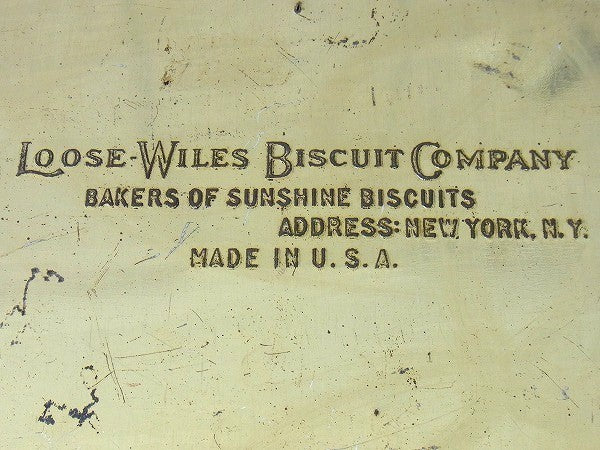 LOOSE-WILES BISCUIT COMPANY
BAKERS OF SUNSHINE BISCUITS
ADDRESS: NEW YORK, N.Y.
MADE IN U.S.A.